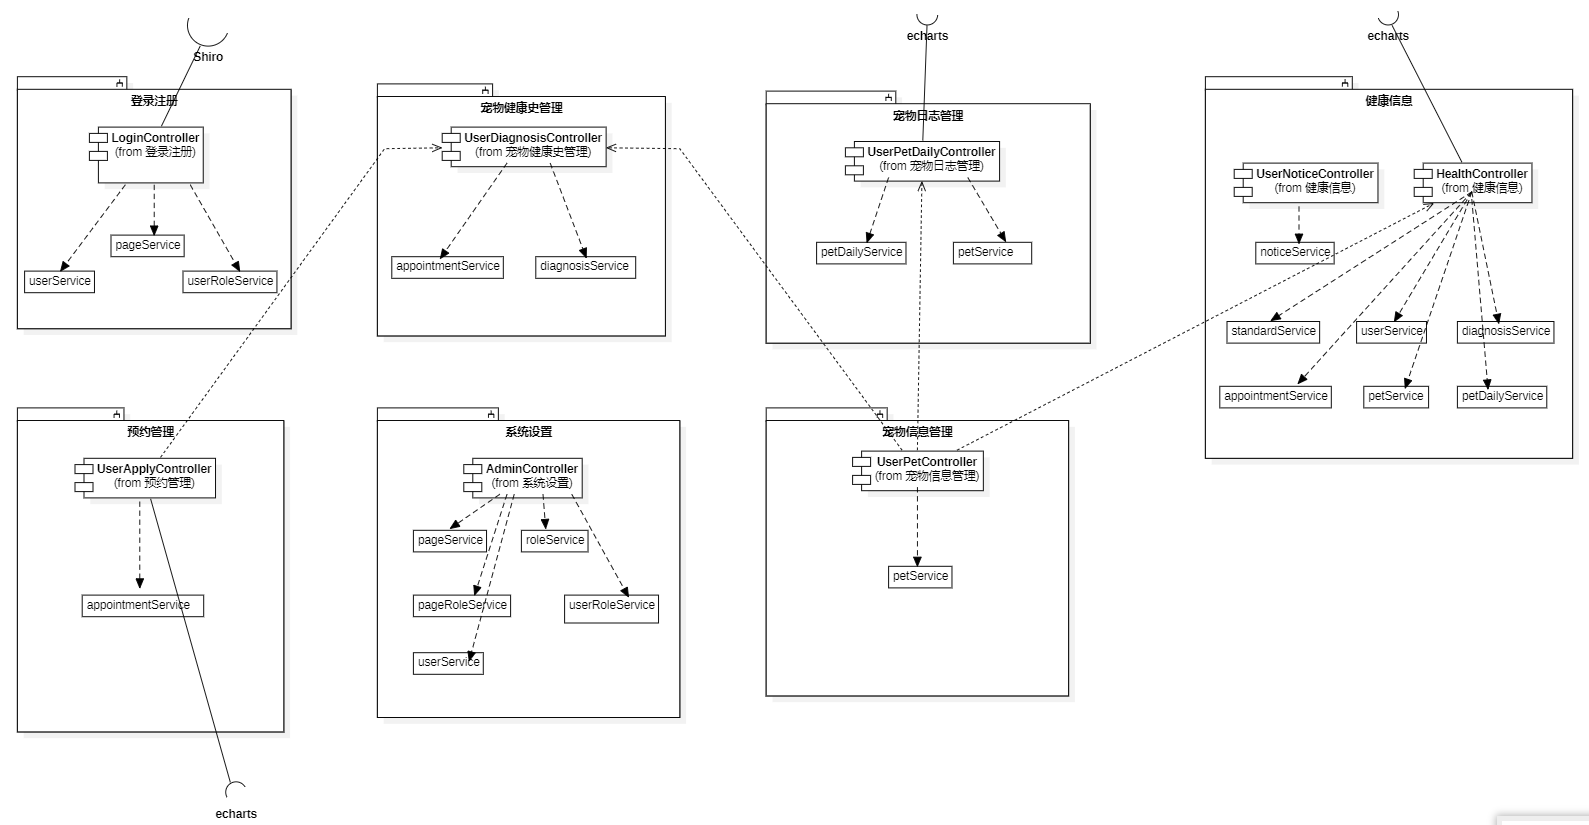 Shiro
登录注册
LoginController
(from 登录注册)
pageService
userService
userRoleService
宠物健康史管理
UserDiagnosisController
(from 宠物健康史管理)
appointmentService
diagnosisService
echarts
宠物日志管理
UserPetDailyController
(from 宠物日志管理)
petDailyService
petService
echarts
健康信息
UserNoticeController
(from 健康信息)
noticeService
HealthController
(from 健康信息)
standardService
userService
diagnosisService
appointmentService
petService
petDailyService
预约管理
UserApplyController
(from 预约管理)
appointmentService
echarts
系统设置
AdminController
(from 系统设置)
pageService
roleService
pageRoleService
userRoleService
userService
宠物信息管理
UserPetController
(from 宠物信息管理)
petService